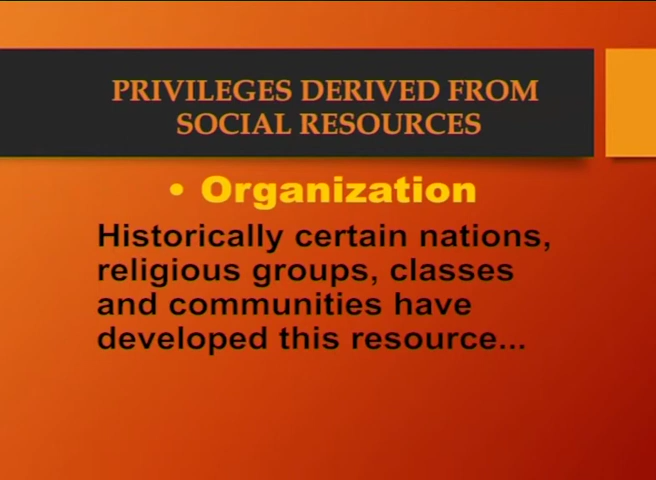 PRIVILEGES DERIVED FROM
SOCIAL RESOURCES
• Organization
Historically certain nations,
religious groups, classes
and communities have
developed this resource...